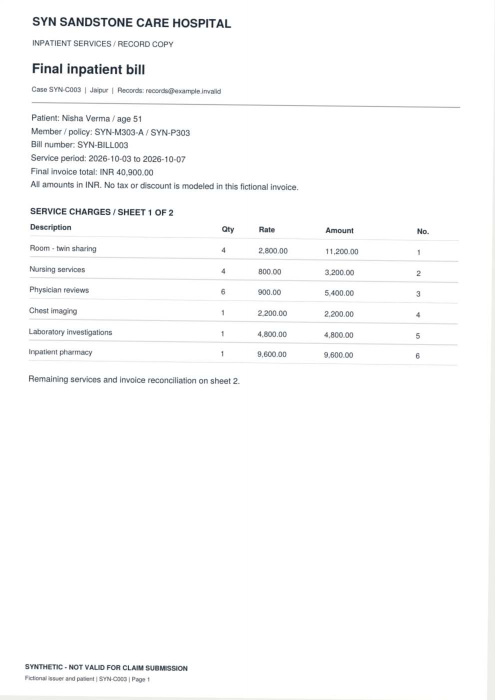 SYN SANDSTONE CARE HOSPITAL
INPATIENT SERVICES / RECORD COPY
Final inpatient bill
Case SYN-C003 | Jaipur | Records: records@example.invalid
Patient: Nisha Verma / age 51
Member / policy: SYN-M303-A / SYN-P303
Bill number: SYN-BILL003
Service period: 2026-10-03 to 2026-10-07
Final invoice total: INR 40,900.00
All amounts in INR. No tax or discount is modeled in this fictional invoice.
SERVICE CHARGES / SHEET 1 OF 2
Description Qty Rate Amount No.
Room - twin sharing 4 2,800.00 11,200.00 1
Nursing services 4 800.00 3,200.00 2
Physician reviews 6 900.00 5,400.00 3
Chest imaging 1 2,200.00 2,200.00 4
Laboratory investigations 1 4,800.00 4,800.00 5
Inpatient pharmacy 1 9,600.00 9,600.00 6
Remaining services and invoice reconciliation on sheet 2.
SYNTHETIC - NOT VALID FOR CLAIM SUBMISSION
Fictional issuer and patient | SYN-C003 | Page 1